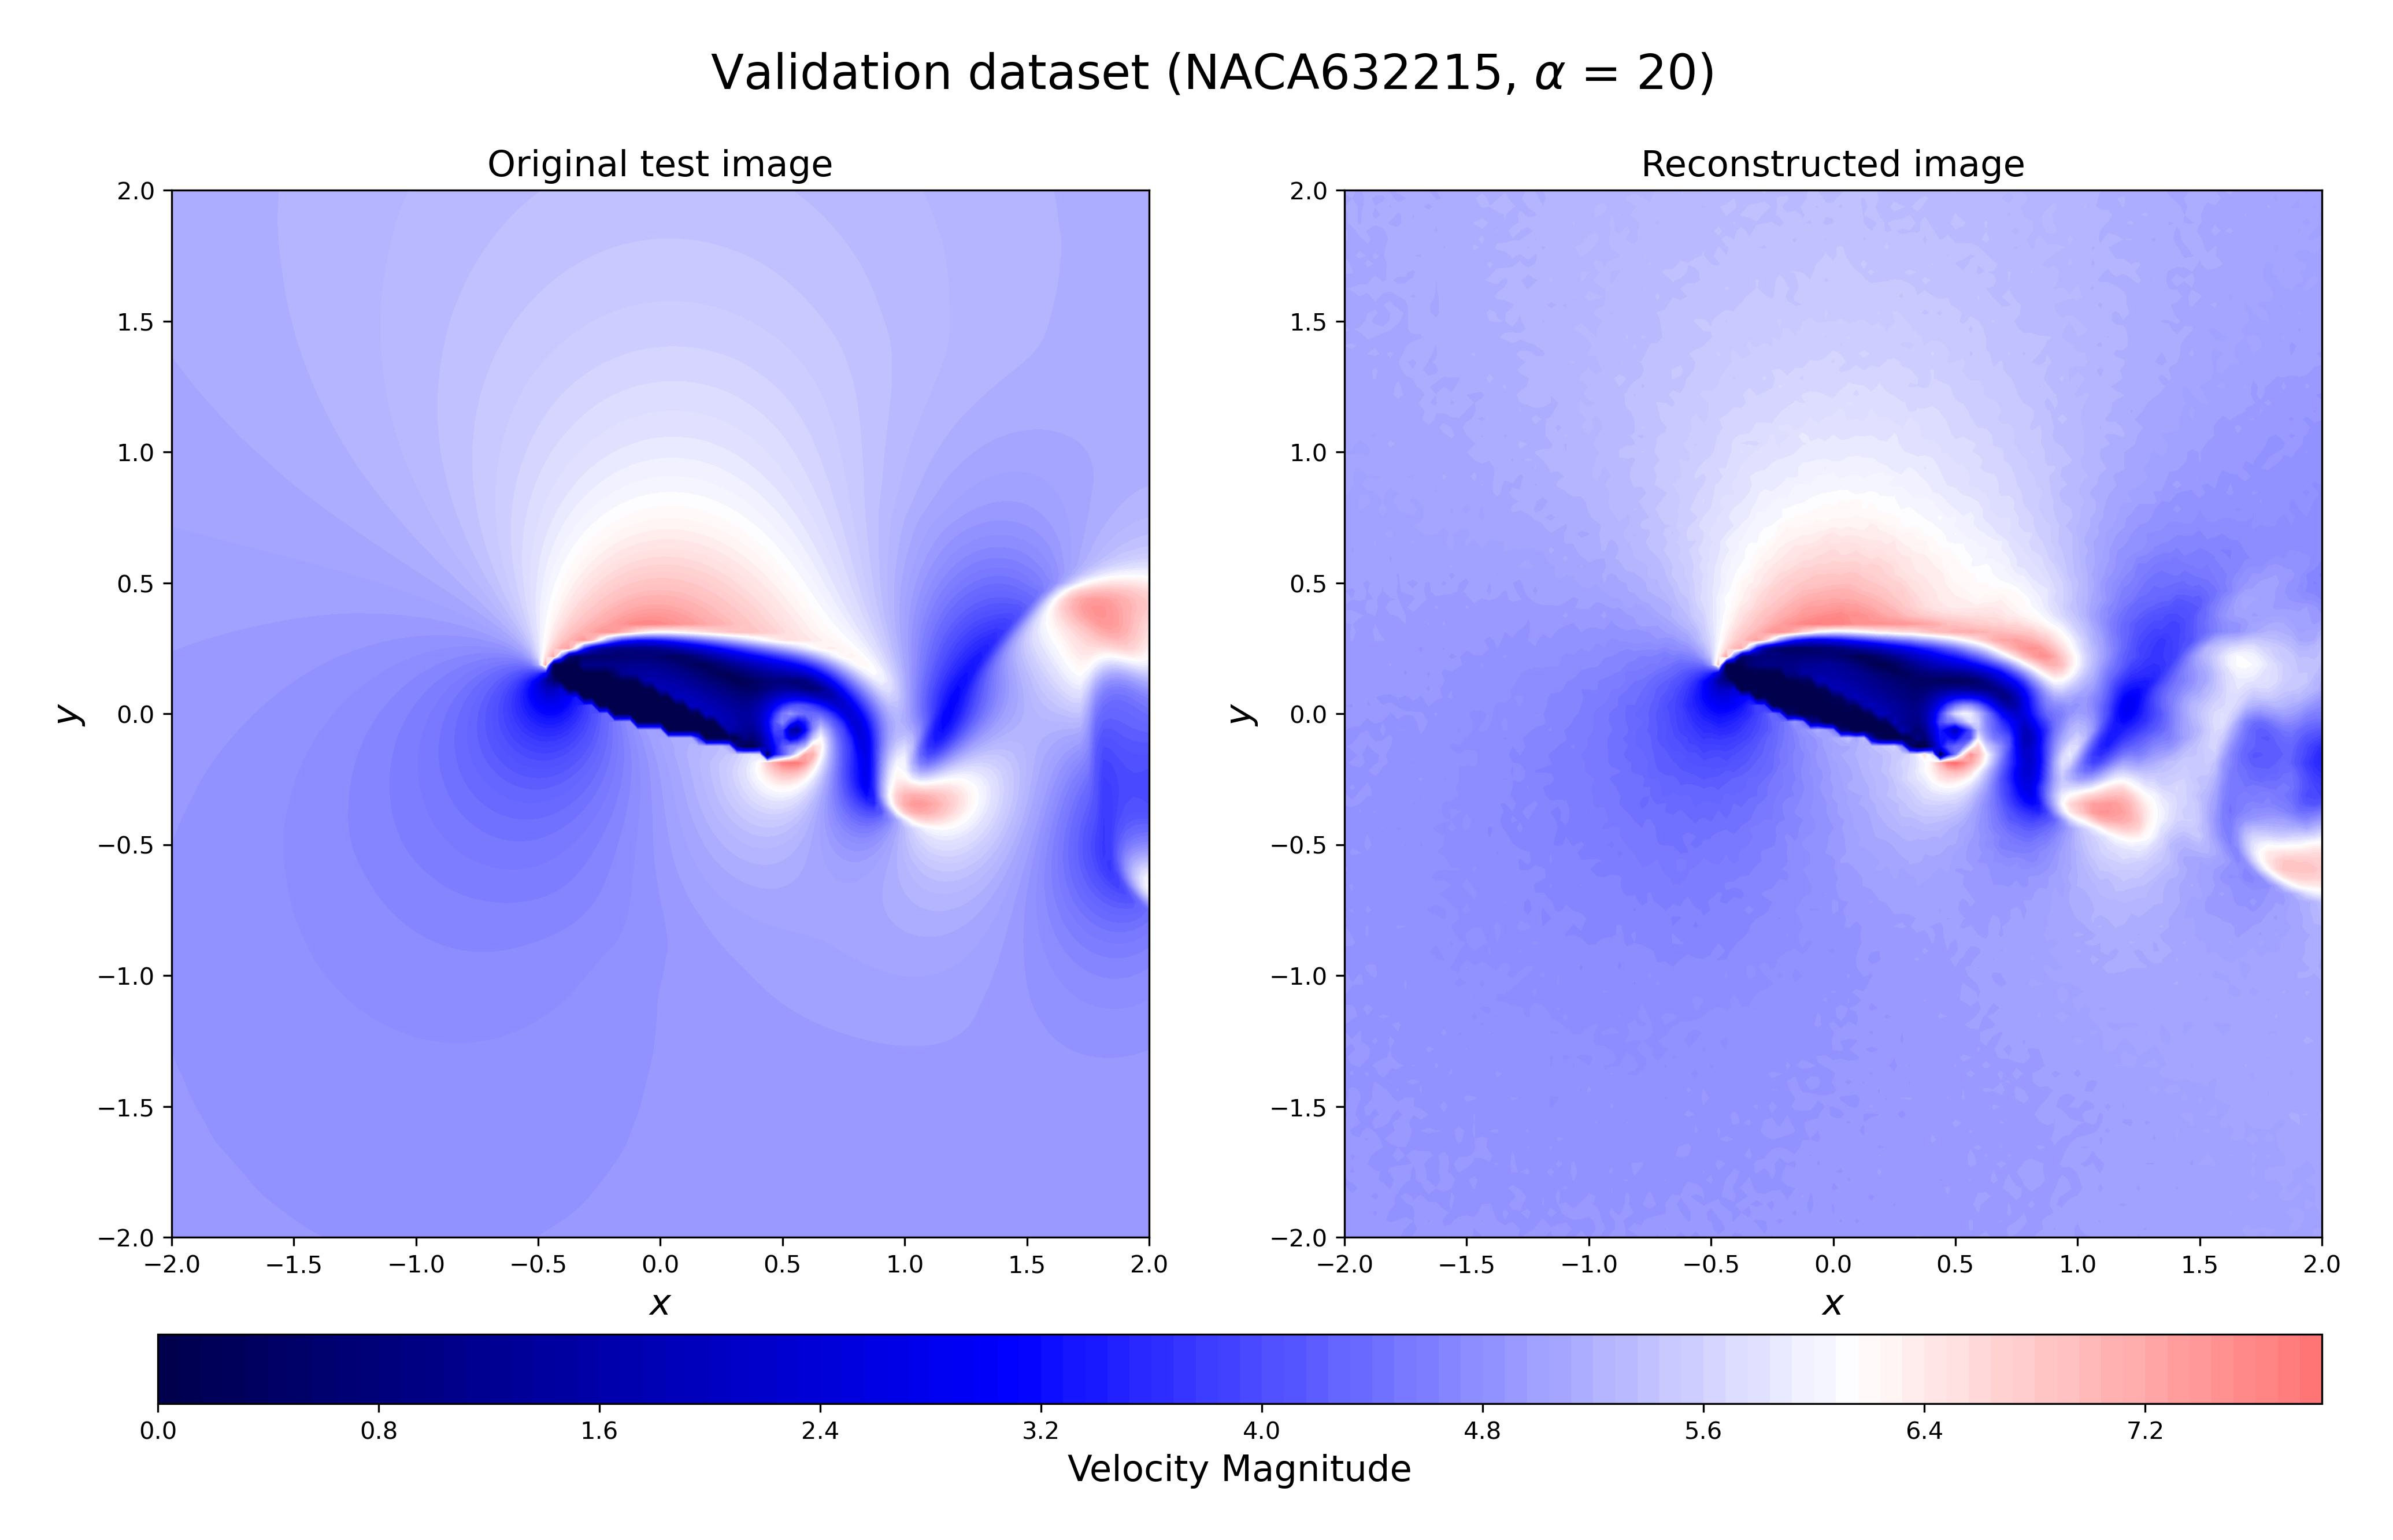 Validation dataset (NACA632215, α = 20)
Original test image
Reconstructed image
2.0
1.5
1.0
0.5
0.0
−0.5
−1.0
−1.5
−2.0
y
−2.0 −1.5 −1.0 −0.5 0.0 0.5 1.0 1.5 2.0
x
2.0
1.5
1.0
0.5
0.0
−0.5
−1.0
−1.5
−2.0
y
−2.0 −1.5 −1.0 −0.5 0.0 0.5 1.0 1.5 2.0
x
0.0 0.8 1.6 2.4 3.2 4.0 4.8 5.6 6.4 7.2
Velocity Magnitude